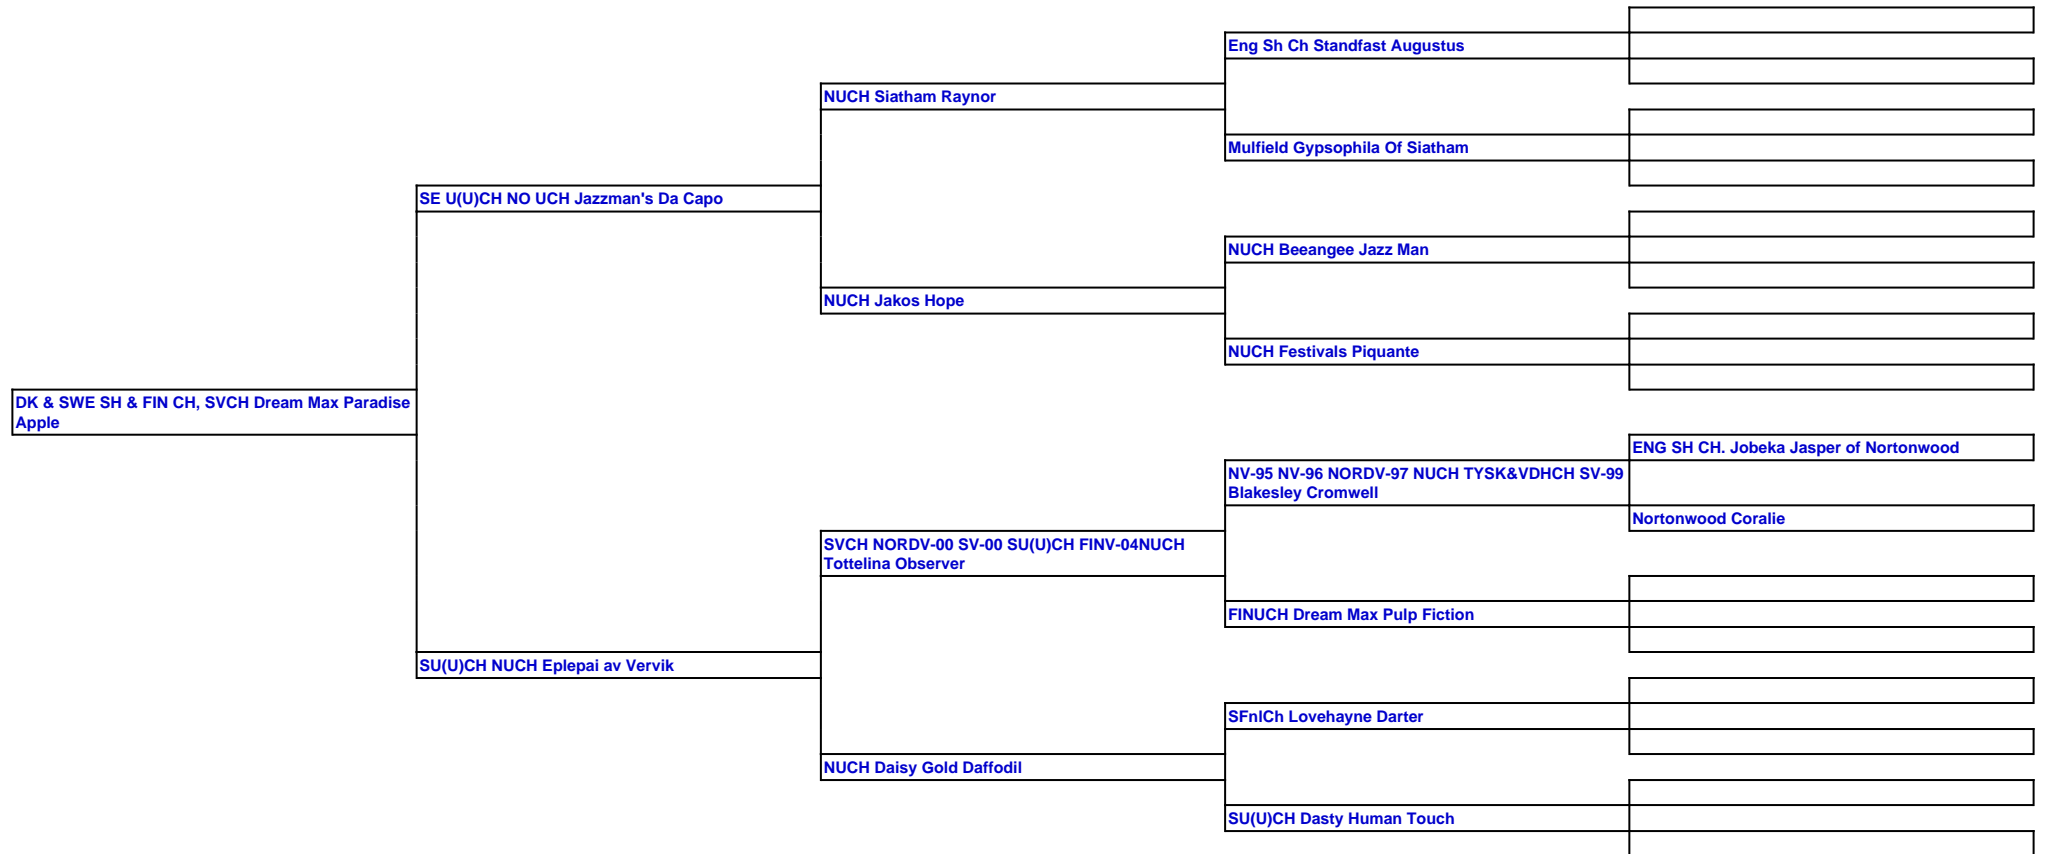 Eng Sh Ch Standfast Augustus
NUCH Siatham Raynor
Mulfield Gypsophila Of Siatham
SE U(U)CH NO UCH Jazzman's Da Capo
NUCH Beeangee Jazz Man
NUCH Jakos Hope
NUCH Festivals Piquante
DK & SWE SH & FIN CH, SVCH Dream Max Paradise
Apple
ENG SH CH. Jobeka Jasper of Nortonwood
NV-95 NV-96 NORDV-97 NUCH TYSK&VDHCH SV-99
Blakesley Cromwell
Nortonwood Coralie
SVCH NORDV-00 SV-00 SU(U)CH FINV-04NUCH
Tottelina Observer
FINUCH Dream Max Pulp Fiction
SU(U)CH NUCH Eplepai av Vervik
SFnlCh Lovehayne Darter
NUCH Daisy Gold Daffodil
SU(U)CH Dasty Human Touch